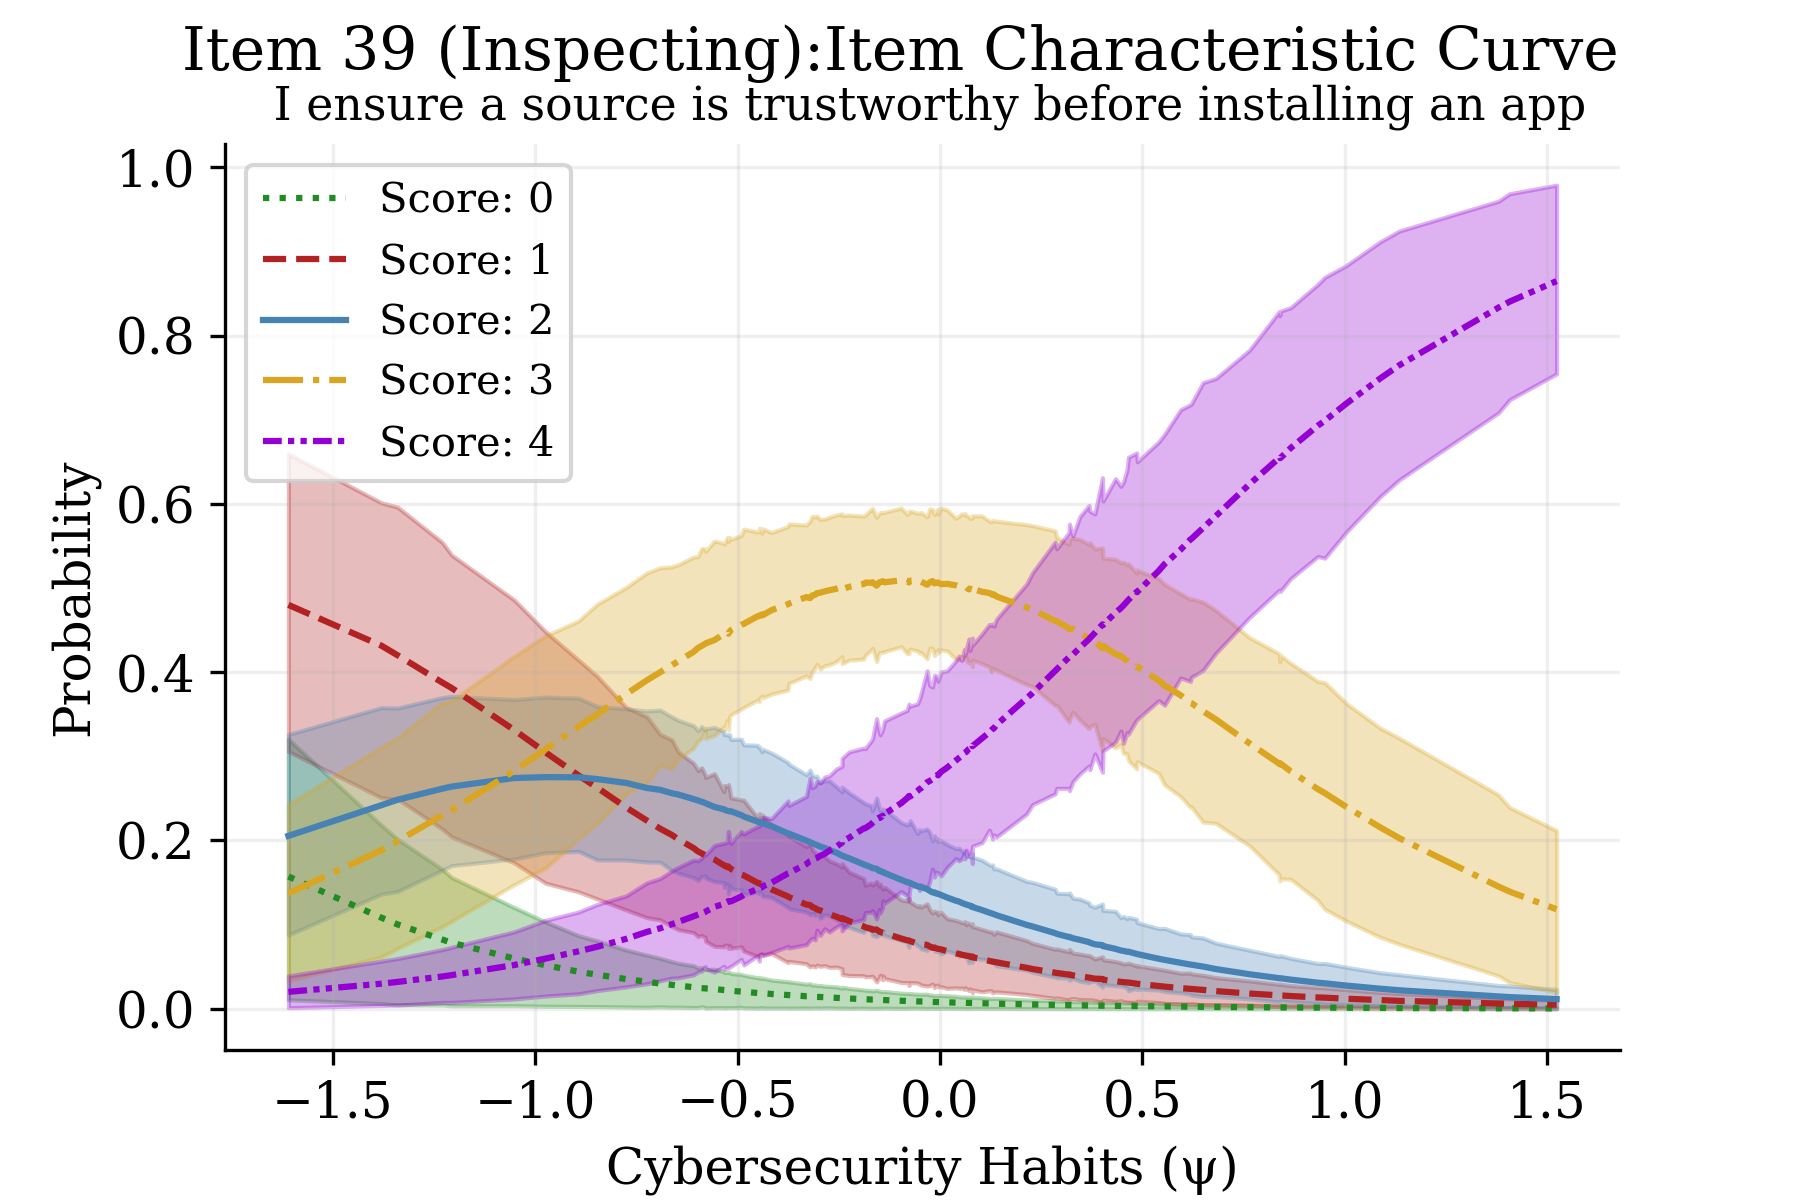 Item 39 (Inspecting):Item Characteristic Curve
I ensure a source is trustworthy before installing an app
Score: 0
Score: 1
Score: 2
Score: 3
Score: 4
Probability
1.0
0.8
0.6
0.4
0.2
0.0
−1.5 −1.0 −0.5 0.0 0.5 1.0 1.5
Cybersecurity Habits (ψ)